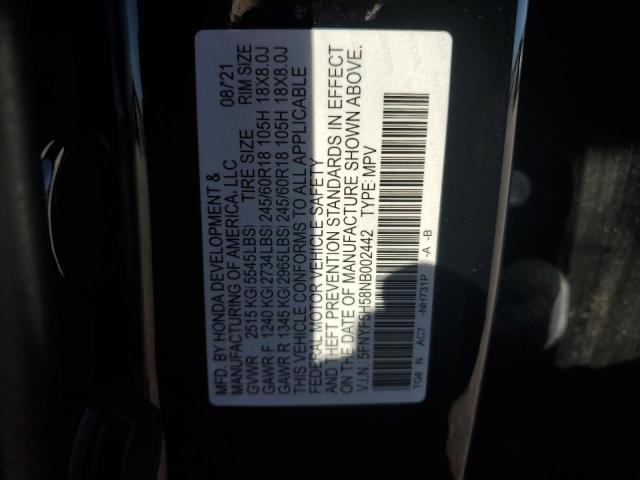 MFD. BY HONDA DEVELOPMENT & 08/21
MANUFACTURING OF AMERICA, LLC
TIRE SIZE RIM SIZE
GVWR 2515 KG(5545LBS)
GAWR F 1240 KG(2734LBS) 245/60R18 105H 18X8.0J
GAWR R 1345 KG(2965LBS) 245/60R18 105H 18X8.0J
THIS VEHICLE CONFORMS TO ALL APPLICABLE
FEDERAL MOTOR VEHICLE SAFETY
AND THEFT PREVENTION STANDARDS IN EFFECT
ON THE DATE OF MANUFACTURE SHOWN ABOVE.
V.I.N.: 5FNYF5H58NB002442 TYPE: MPV
TG6 N AC7 -NH731P -A -B